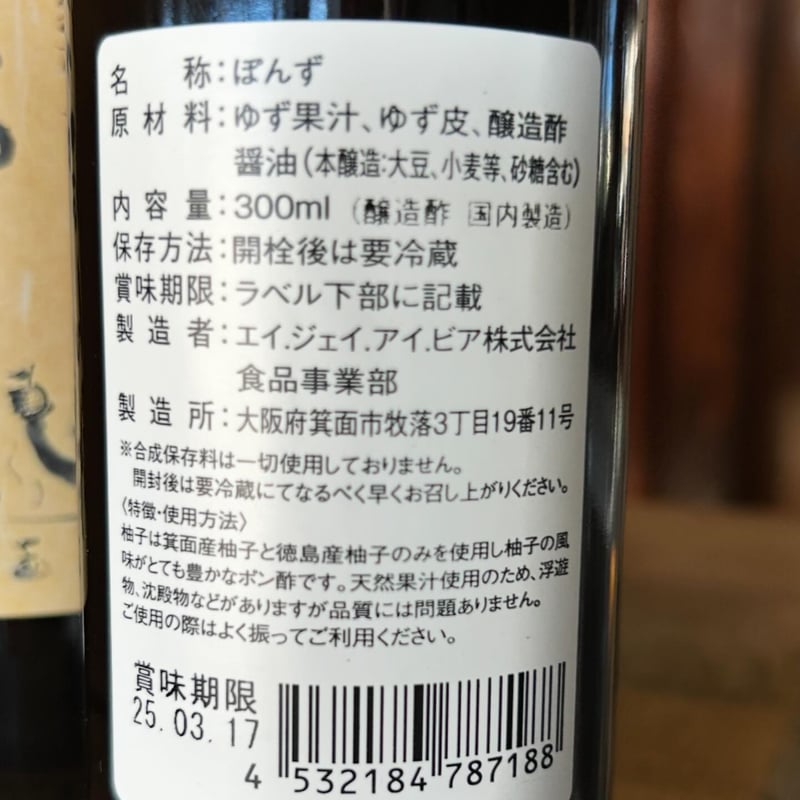 名称：ぽんず
原材料：ゆず果汁、ゆず皮、醸造酢
醤油（本醸造:大豆、小麦等、砂糖含む）
内容量：300ml （醸造酢 国内製造）
保存方法：開栓後は要冷蔵
賞味期限：ラベル下部に記載
製造者：エイ.ジェイ.アイ.ビア株式会社
食品事業部
製造所：大阪府箕面市牧落3丁目19番11号
※合成保存料は一切使用しておりません。
開封後は要冷蔵にてなるべく早くお召し上がりください。
〈特徴・使用方法〉
柚子は箕面産柚子と徳島産柚子のみを使用し柚子の風
味がとても豊かなポン酢です。天然果汁使用のため、浮遊
物、沈殿物などがありますが品質には問題ありません。
ご使用の際はよく振ってご利用ください。
賞味期限
25.03.17
4 532184 787188